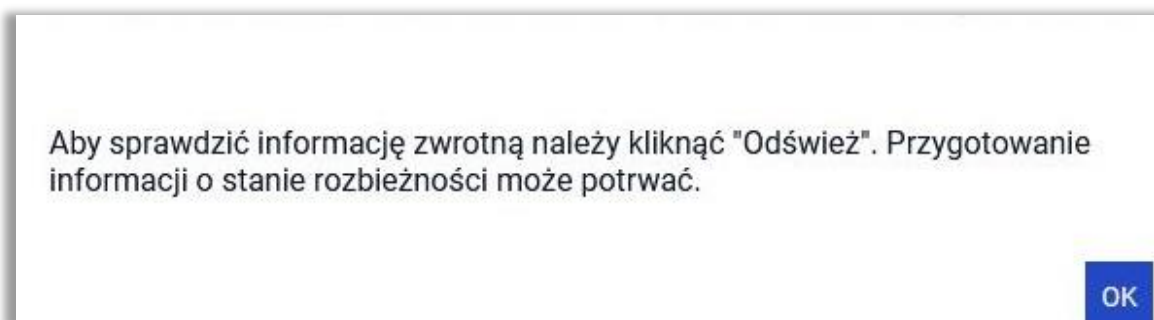 Aby sprawdzić informację zwrotną należy kliknąć "Odśwież". Przygotowanie
informacji o stanie rozbieżności może potrwać.
OK